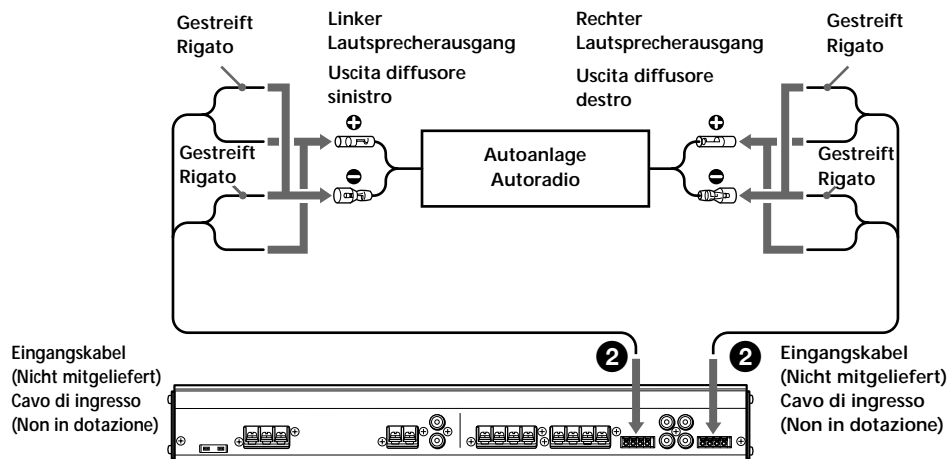 Gestreift
Rigato
Linker
Lautsprecherausgang
Uscita diffusore
sinistro
Rechter
Lautsprecherausgang
Uscita diffusore
destro
Gestreift
Rigato
Gestreift
Rigato
Autoanlage
Autoradio
Gestreift
Rigato
Eingangskabel
(Nicht mitgeliefert)
Cavo di ingresso
(Non in dotazione)
2
2
Eingangskabel
(Nicht mitgeliefert)
Cavo di ingresso
(Non in dotazione)